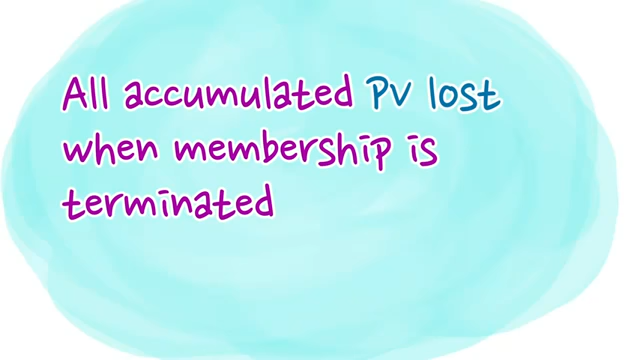 All accumulated PV lost
when membership is
terminated